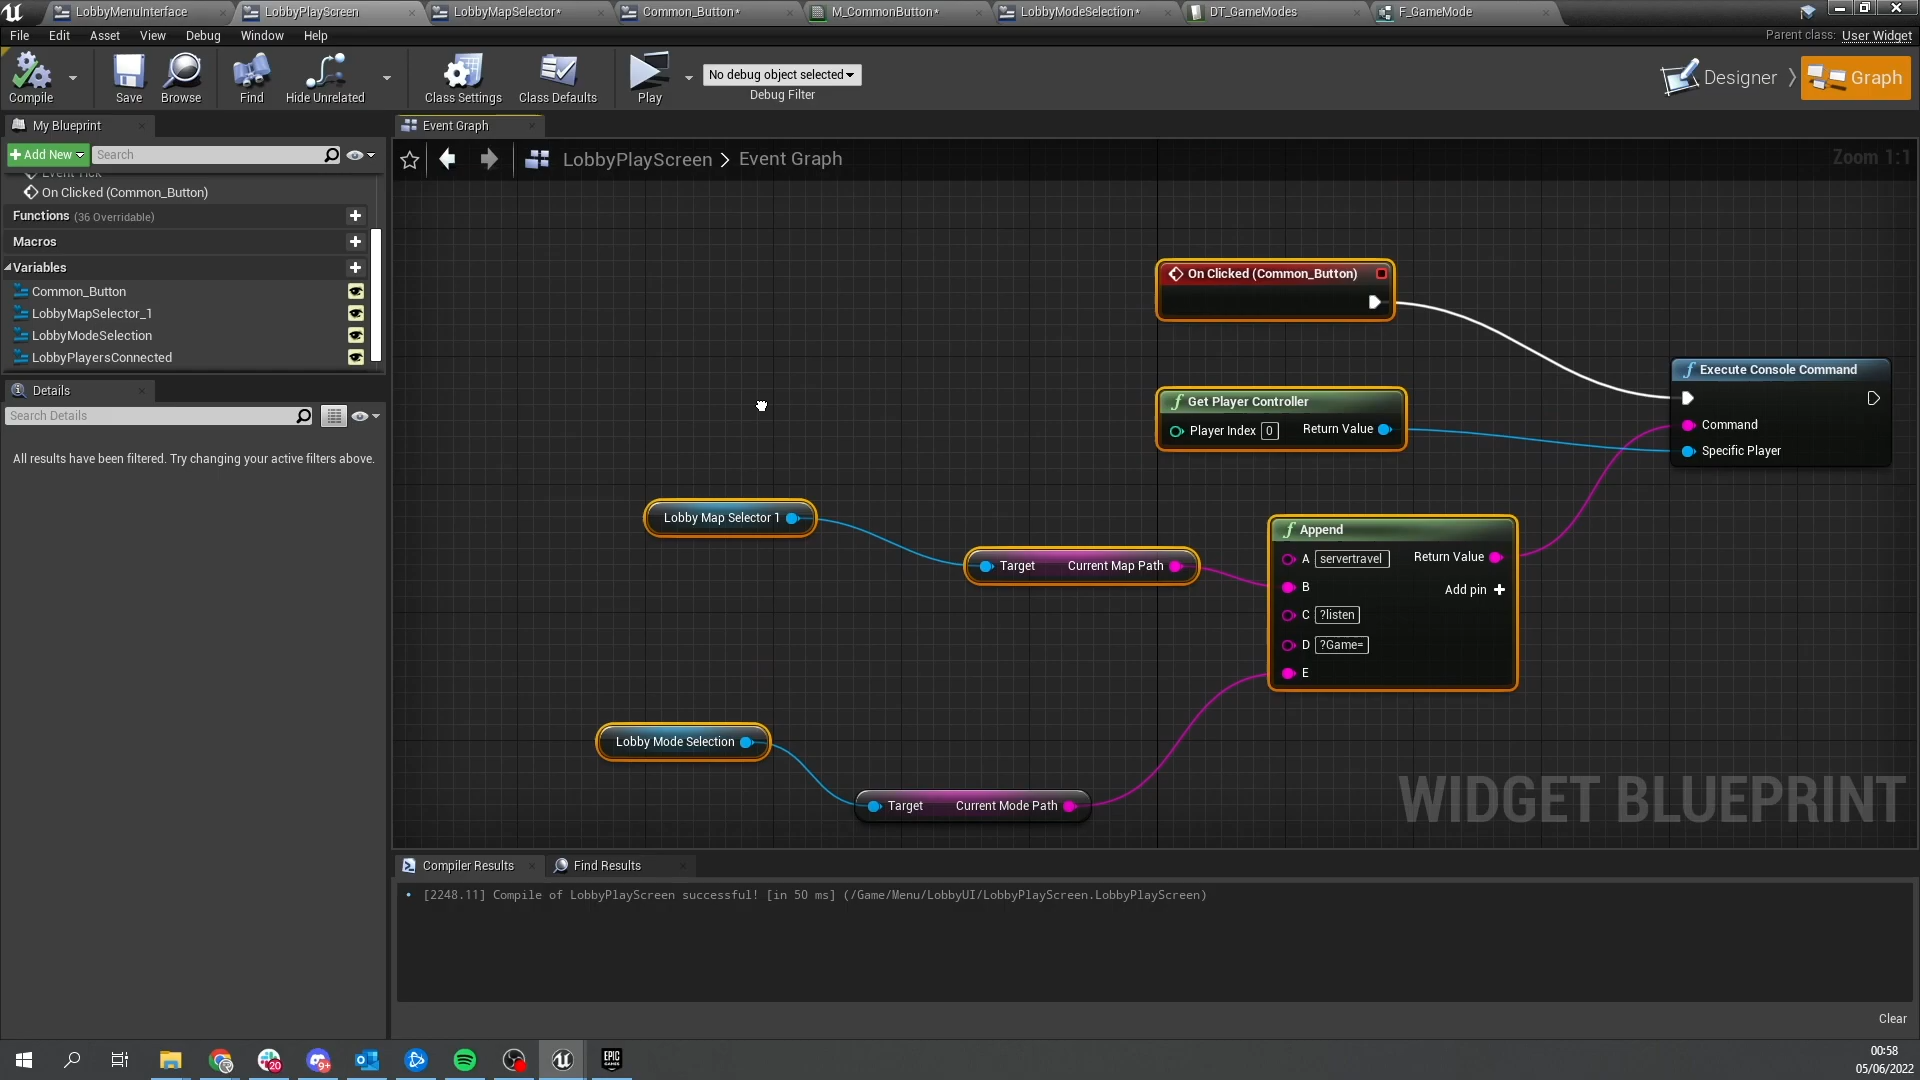 LobbyMenuInterface
LobbyPlayScreen
LobbyMapSelector*
Common_Button*
M_CommonButton*
LobbyModeSelection*
DT_GameModes
F_GameMode
File Edit Asset View Debug Window Help
Parent class: User Widget
Compile
Save
Browse
Find
Hide Unrelated
Class Settings
Class Defaults
Play
No debug object selected
Debug Filter
Designer
Graph
My Blueprint
Event Graph
Add New
Search
LobbyPlayScreen > Event Graph
Zoom 1:1
Event Tick
On Clicked (Common_Button)
Functions (36 Overridable)
Macros
Variables
Common_Button
LobbyMapSelector_1
LobbyModeSelection
LobbyPlayersConnected
Details
Search Details
All results have been filtered. Try changing your active filters above.
On Clicked (Common_Button)
Execute Console Command
Command
Specific Player
Get Player Controller
Player Index 0 Return Value
Lobby Map Selector 1
Target Current Map Path
Append
A servertravel Return Value
B
Add pin
C ?listen
D ?Game=
E
Lobby Mode Selection
Target Current Mode Path
WIDGET BLUEPRINT
Compiler Results
Find Results
• [2248.11] Compile of LobbyPlayScreen successful! [in 50 ms] (/Game/Menu/LobbyUI/LobbyPlayScreen.LobbyPlayScreen)
Clear
20
9+
EPIC
GAMES
00:58
05/06/2022